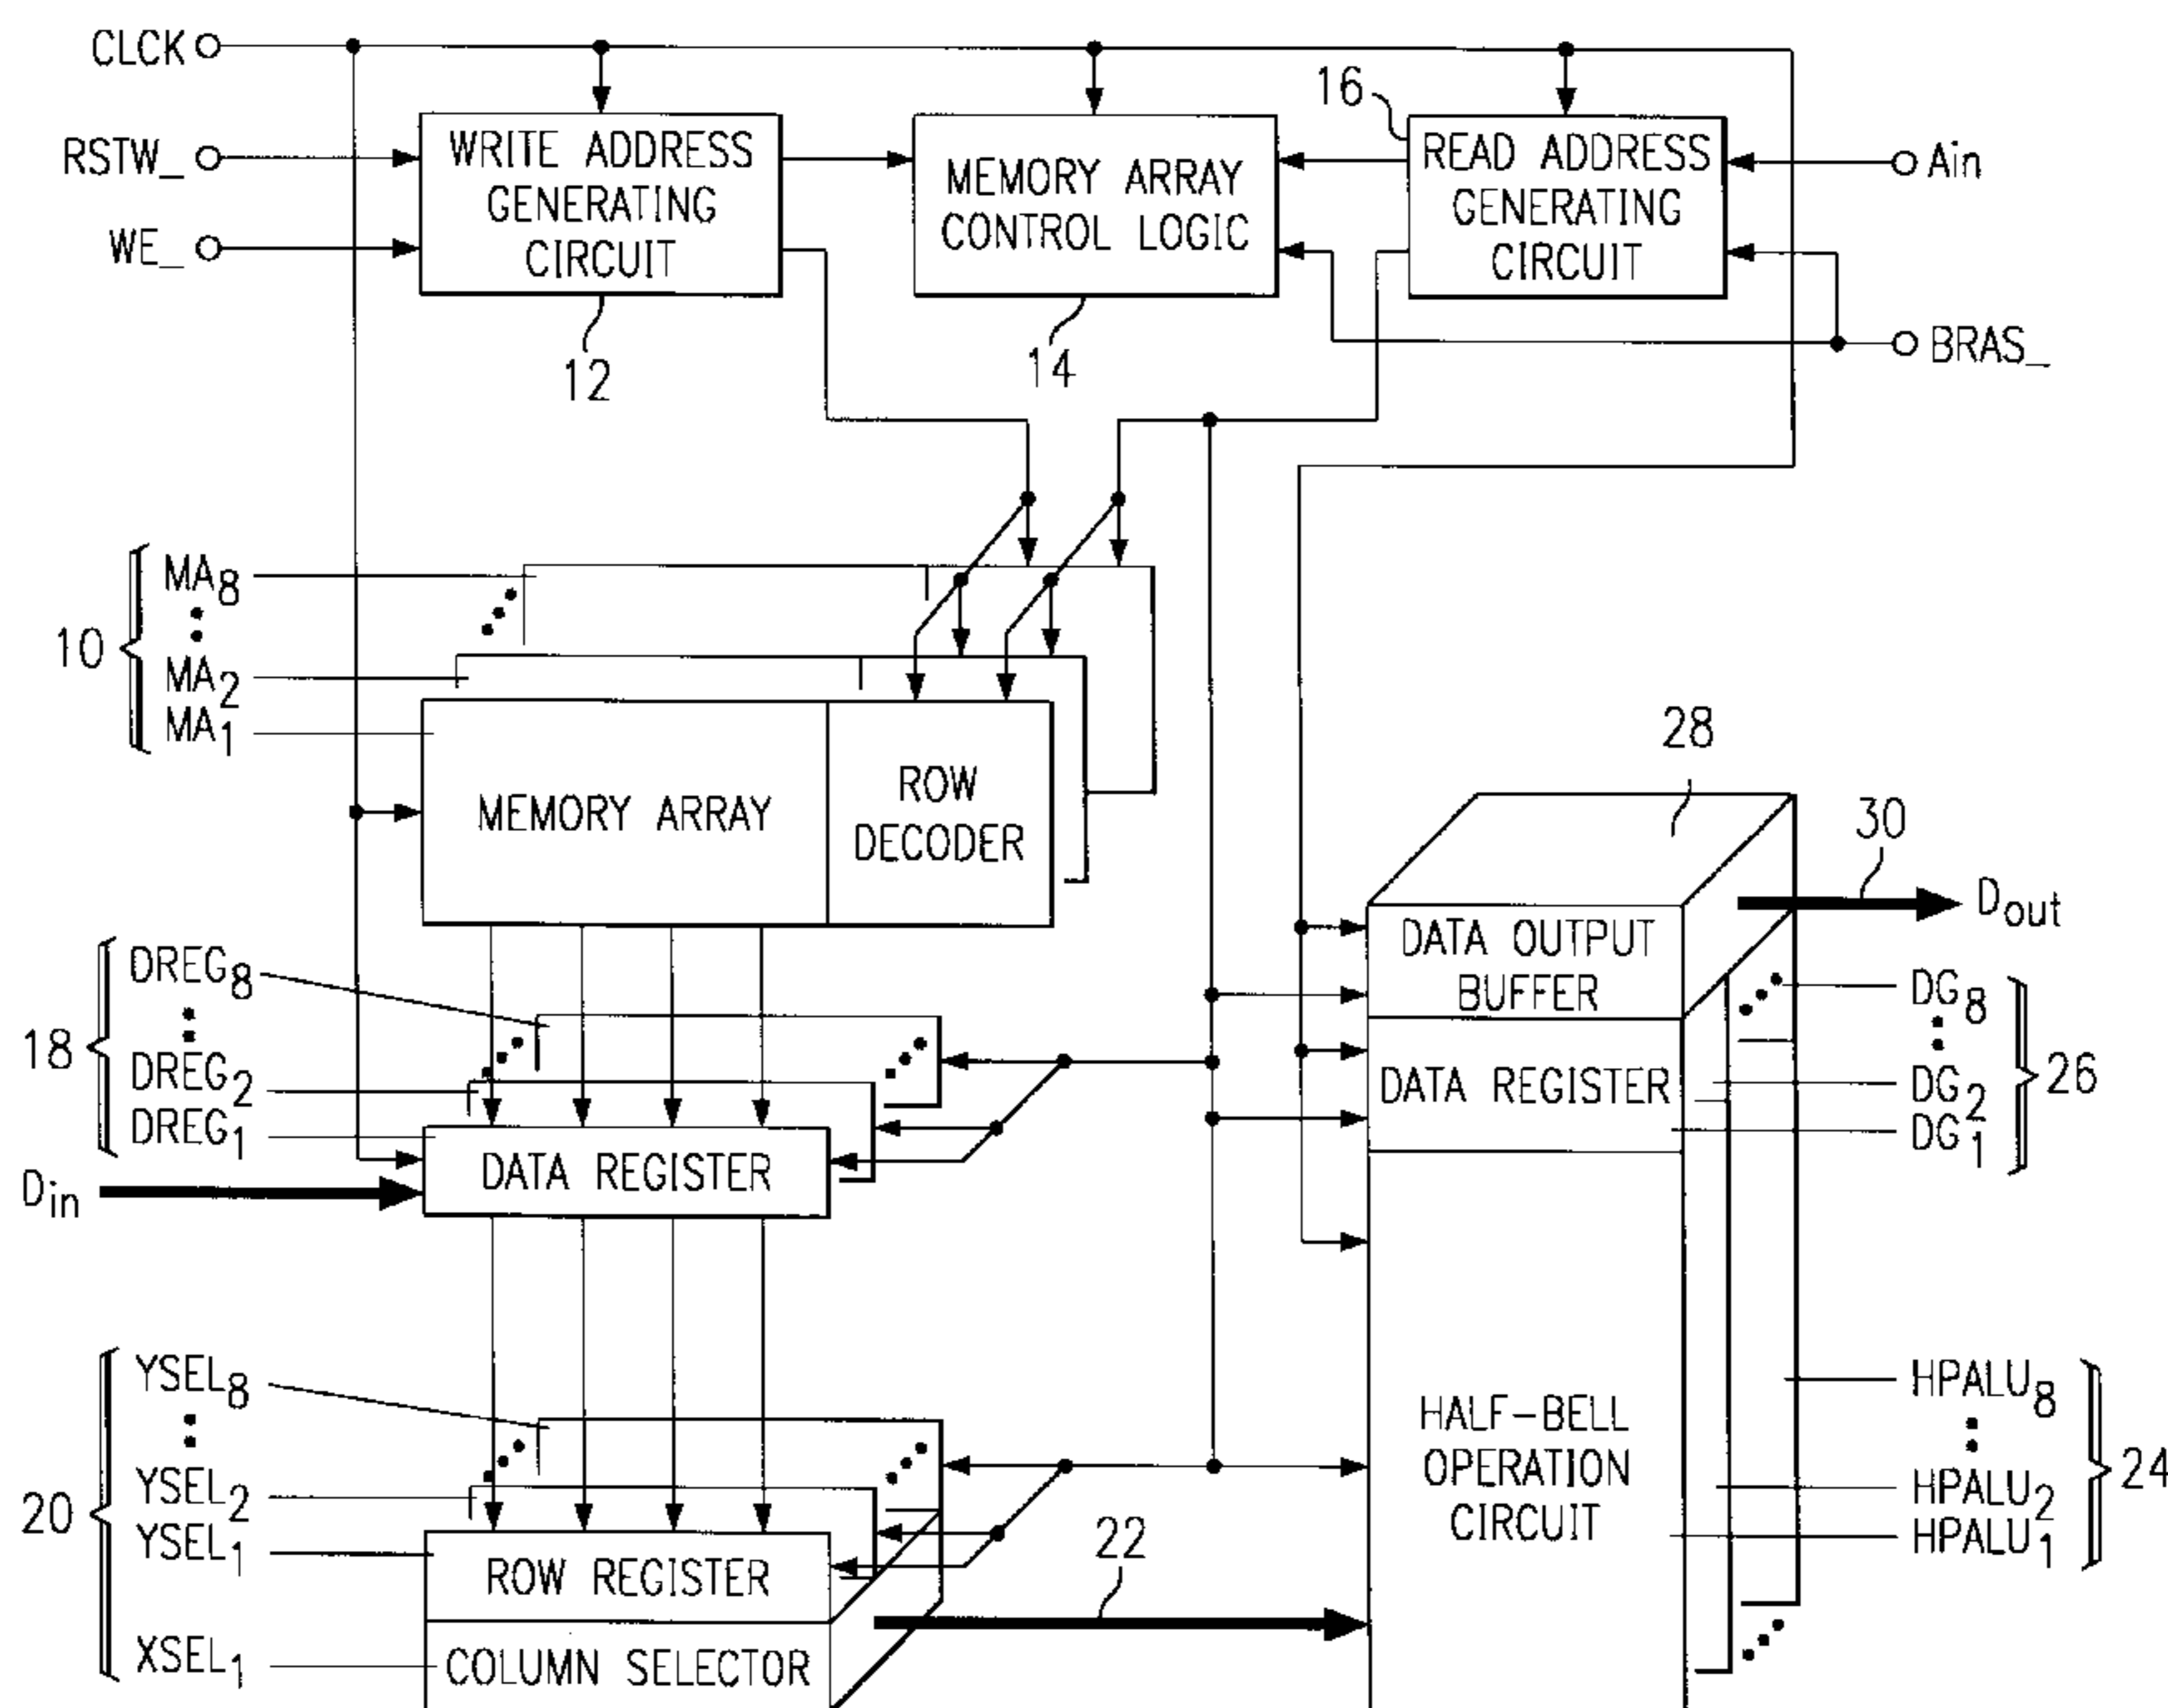 CLCK
RSTW_
WE_
WRITE ADDRESS
GENERATING
CIRCUIT
12
MEMORY ARRAY
CONTROL LOGIC
14
16
READ ADDRESS
GENERATING
CIRCUIT
Ain
BRAS_
10
MA8
MA2
MA1
MEMORY ARRAY
ROW
DECODER
18
DREG8
DREG2
DREG1
Din
DATA REGISTER
20
YSEL8
YSEL2
YSEL1
XSEL1
ROW REGISTER
COLUMN SELECTOR
22
28
30
Dout
DATA OUTPUT
BUFFER
DATA REGISTER
DG8
DG2
DG1
26
HALF-BELL
OPERATION
CIRCUIT
HPALU8
HPALU2
HPALU1
24